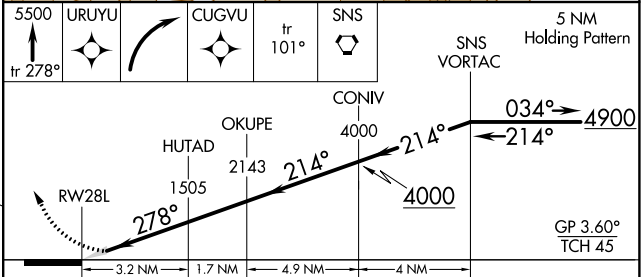 5500
tr 278°
URUYU
CUGVU
tr
101°
SNS
5 NM
Holding Pattern
SNS
VORTAC
CONIV
4000
OKUPE
2143
HUTAD
1505
RW28L
034°
4900
214°
214°
214°
278°
4000
GP 3.60°
TCH 45
3.2 NM
1.7 NM
4.9 NM
4 NM